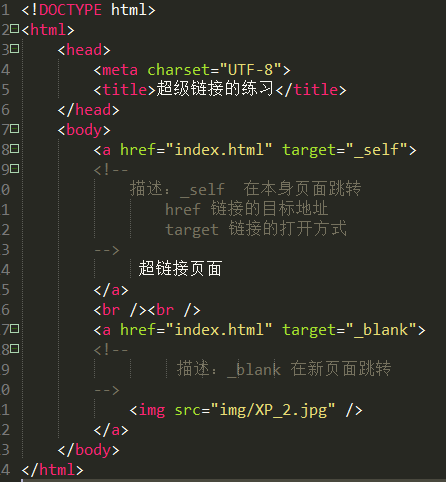 1 <!DOCTYPE html>
2 <html>
3 <head>
4 <meta charset="UTF-8">
5 <title>超级链接的练习</title>
6 </head>
7 <body>
8 <a href="index.html" target="_self">
9 <!--
0 描述：_self 在本身页面跳转
1 href 链接的目标地址
2 target 链接的打开方式
3 -->
4 超链接页面
5 </a>
6 <br /><br />
7 <a href="index.html" target="_blank">
8 <!--
9 描述：_blank 在新页面跳转
0 -->
1 <img src="img/XP_2.jpg" />
2 </a>
3 </body>
4 </html>